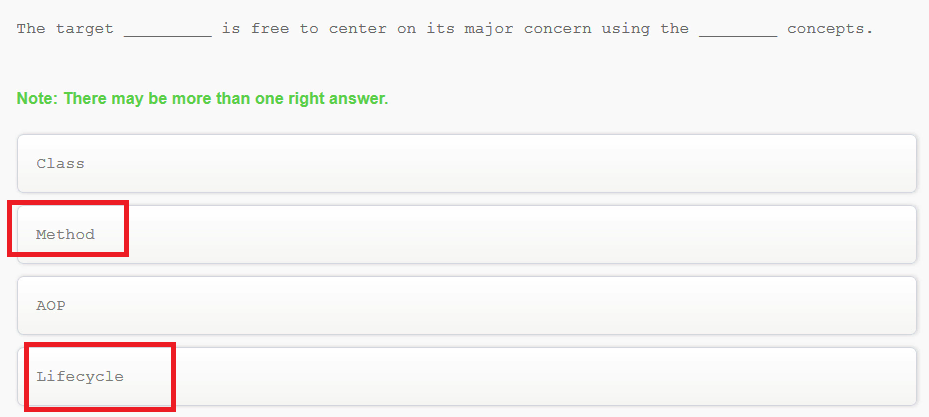 The target _________ is free to center on its major concern using the ________ concepts.
Note: There may be more than one right answer.
Class
Method
AOP
Lifecycle